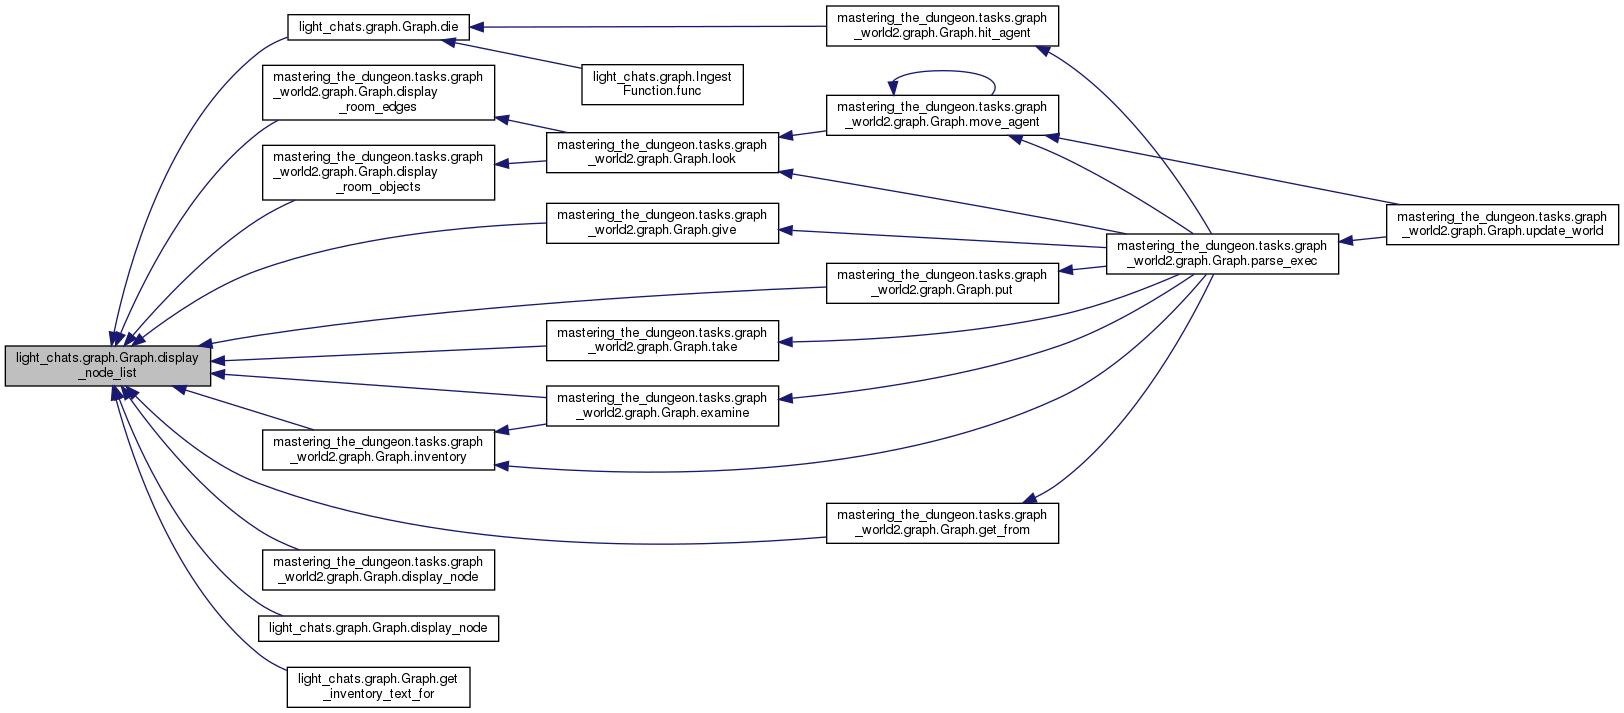 light_chats.graph.Graph.display
_node_list
light_chats.graph.Graph.die
mastering_the_dungeon.tasks.graph
_world2.graph.Graph.display
_room_edges
mastering_the_dungeon.tasks.graph
_world2.graph.Graph.display
_room_objects
mastering_the_dungeon.tasks.graph
_world2.graph.Graph.inventory
mastering_the_dungeon.tasks.graph
_world2.graph.Graph.display_node
light_chats.graph.Graph.display_node
light_chats.graph.Graph.get
_inventory_text_for
light_chats.graph.Ingest
Function.func
mastering_the_dungeon.tasks.graph
_world2.graph.Graph.look
mastering_the_dungeon.tasks.graph
_world2.graph.Graph.give
mastering_the_dungeon.tasks.graph
_world2.graph.Graph.take
mastering_the_dungeon.tasks.graph
_world2.graph.Graph.examine
mastering_the_dungeon.tasks.graph
_world2.graph.Graph.hit_agent
mastering_the_dungeon.tasks.graph
_world2.graph.Graph.move_agent
mastering_the_dungeon.tasks.graph
_world2.graph.Graph.put
mastering_the_dungeon.tasks.graph
_world2.graph.Graph.get_from
mastering_the_dungeon.tasks.graph
_world2.graph.Graph.parse_exec
mastering_the_dungeon.tasks.graph
_world2.graph.Graph.update_world